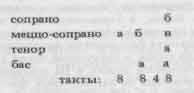 сопрано б
меццо-сопрано а б в
тенор а
бас а а
такты: 8 8 4 8